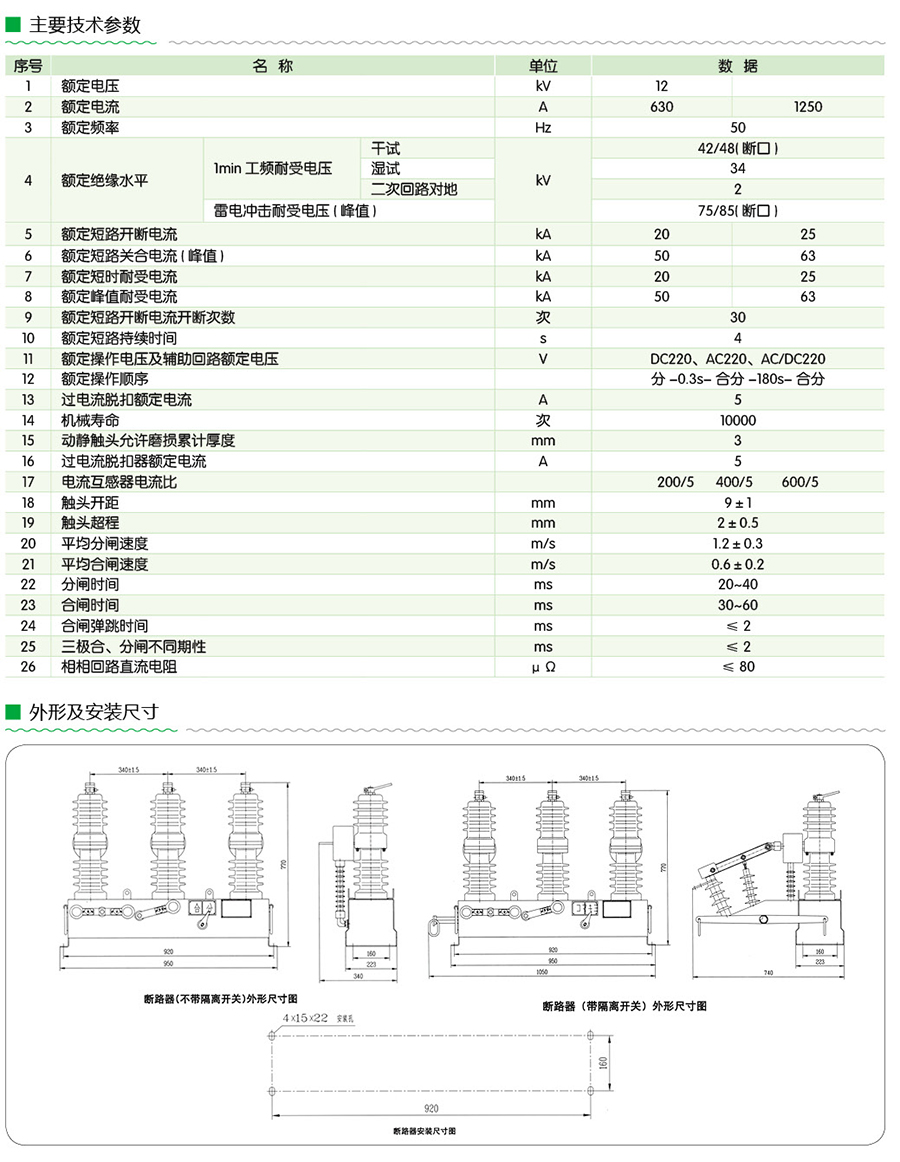 主要技术参数
序号 名 称 单位 数 据
1 额定电压 kV 12
2 额定电流 A 630 1250
3 额定频率 Hz 50
4 额定绝缘水平 1min 工频耐受电压 干试 kV 42/48(断口)
湿试 34
二次回路对地 2
雷电冲击耐受电压(峰值) 75/85(断口)
5 额定短路开断电流 kA 20 25
6 额定短路关合电流(峰值) kA 50 63
7 额定短时耐受电流 kA 20 25
8 额定峰值耐受电流 kA 50 63
9 额定短路开断电流开断次数 次 30
10 额定短路持续时间 s 4
11 额定操作电压及辅助回路额定电压 V DC220、AC220、AC/DC220
12 额定操作顺序 分 –0.3s– 合分 –180s– 合分
13 过电流脱扣额定电流 A 5
14 机械寿命 次 10000
15 动静触头允许磨损累计厚度 mm 3
16 过电流脱扣器额定电流 A 5
17 电流互感器电流比 200/5 400/5 600/5
18 触头开距 mm 9±1
19 触头超程 mm 2±0.5
20 平均分闸速度 m/s 1.2±0.3
21 平均合闸速度 m/s 0.6±0.2
22 分闸时间 ms 20~40
23 合闸时间 ms 30~60
24 合闸弹跳时间 ms ≤ 2
25 三极合、分闸不同期性 ms ≤ 2
26 相相回路直流电阻 μ Ω ≤ 80
外形及安装尺寸
340±1.5 340±1.5 340±1.5 340±1.5
770 770
920 160 920 160
950 223 950 223
340 1050 740
断路器(不带隔离开关)外形尺寸图
断路器(带隔离开关)外形尺寸图
4×15×22 安装孔
160
920
断路器安装尺寸图